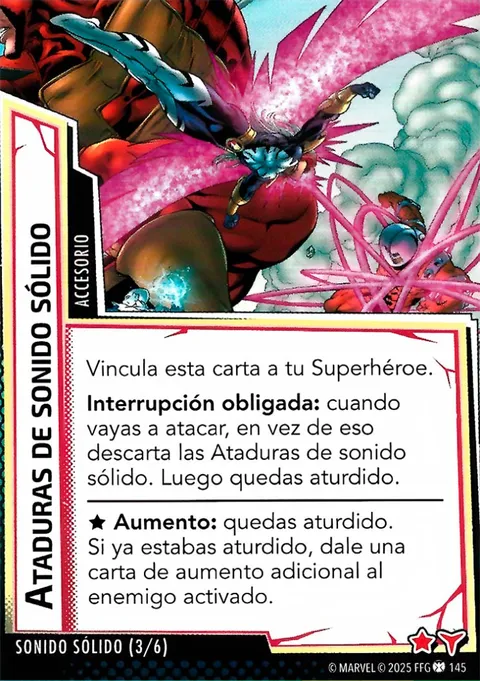 ATADURAS DE SONIDO SÓLIDO
ACCESORIO
Vincula esta carta a tu Superhéroe.
Interrupción obligada: cuando
vayas a atacar, en vez de eso
descarta las Ataduras de sonido
sólido. Luego quedas aturdido.
★ Aumento: quedas aturdido.
Si ya estabas aturdido, dale una
carta de aumento adicional al
enemigo activado.
SONIDO SÓLIDO (3/6)
© MARVEL © 2025 FFG 145